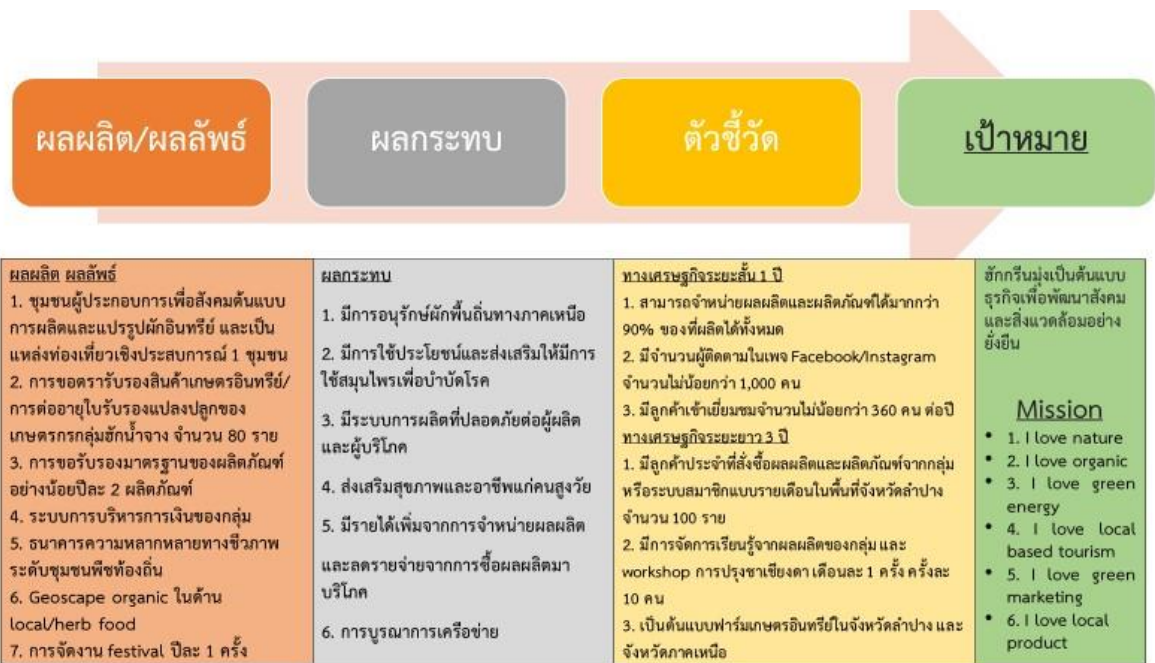 ผลผลิต/ผลลัพธ์
ผลกระทบ
ตัวชี้วัด
เป้าหมาย
ผลผลิต ผลลัพธ์
1. ชุมชนผู้ประกอบการเพื่อสังคมต้นแบบ
การผลิตและแปรรูปผักอินทรีย์ และเป็น
แหล่งท่องเที่ยวเชิงประสบการณ์ 1 ชุมชน
2. การขอตรารับรองสินค้าเกษตรอินทรีย์/
การต่ออายุใบรับรองแปลงปลูกของ
เกษตรกรกลุ่มฮักน้ำจาง จำนวน 80 ราย
3. การขอรับรองมาตรฐานของผลิตภัณฑ์
อย่างน้อยปีละ 2 ผลิตภัณฑ์
4. ระบบการบริหารการเงินของกลุ่ม
5. ธนาคารความหลากหลายทางชีวภาพ
ระดับชุมชนพืชท้องถิ่น
6. Geoscape organic ในด้าน
local/herb food
7. การจัดงาน festival ปีละ 1 ครั้ง
ผลกระทบ
1. มีการอนุรักษ์ผักพื้นถิ่นทางภาคเหนือ
2. มีการใช้ประโยชน์และส่งเสริมให้มีการ
ใช้สมุนไพรเพื่อบำบัดโรค
3. มีระบบการผลิตที่ปลอดภัยต่อผู้ผลิต
และผู้บริโภค
4. ส่งเสริมสุขภาพและอาชีพแก่คนสูงวัย
5. มีรายได้เพิ่มจากการจำหน่ายผลผลิต
และลดรายจ่ายจากการซื้อผลผลิตมา
บริโภค
6. การบูรณาการเครือข่าย
ทางเศรษฐกิจระยะสั้น 1 ปี
1. สามารถจำหน่ายผลผลิตและผลิตภัณฑ์ได้มากกว่า
90% ของที่ผลิตได้ทั้งหมด
2. มีจำนวนผู้ติดตามในเพจ Facebook/Instagram
จำนวนไม่น้อยกว่า 1,000 คน
3. มีลูกค้าเข้าเยี่ยมชมจำนวนไม่น้อยกว่า 360 คน ต่อปี
ทางเศรษฐกิจระยะยาว 3 ปี
1. มีลูกค้าประจำที่สั่งซื้อผลผลิตและผลิตภัณฑ์จากกลุ่ม
หรือระบบสมาชิกแบบรายเดือนในพื้นที่จังหวัดลำปาง
จำนวน 100 ราย
2. มีการจัดการเรียนรู้จากผลผลิตของกลุ่ม และ
workshop การปรุงชาเชียงดา เดือนละ 1 ครั้ง ครั้งละ
10 คน
3. เป็นต้นแบบฟาร์มเกษตรอินทรีย์ในจังหวัดลำปาง และ
จังหวัดภาคเหนือ
ฮักกรีนมุ่งเป็นต้นแบบ
ธุรกิจเพื่อพัฒนาสังคม
และสิ่งแวดล้อมอย่าง
ยั่งยืน
Mission
• 1. I love nature
• 2. I love organic
• 3. I love green
energy
• 4. I love local
based tourism
• 5. I love green
marketing
• 6. I love local
product